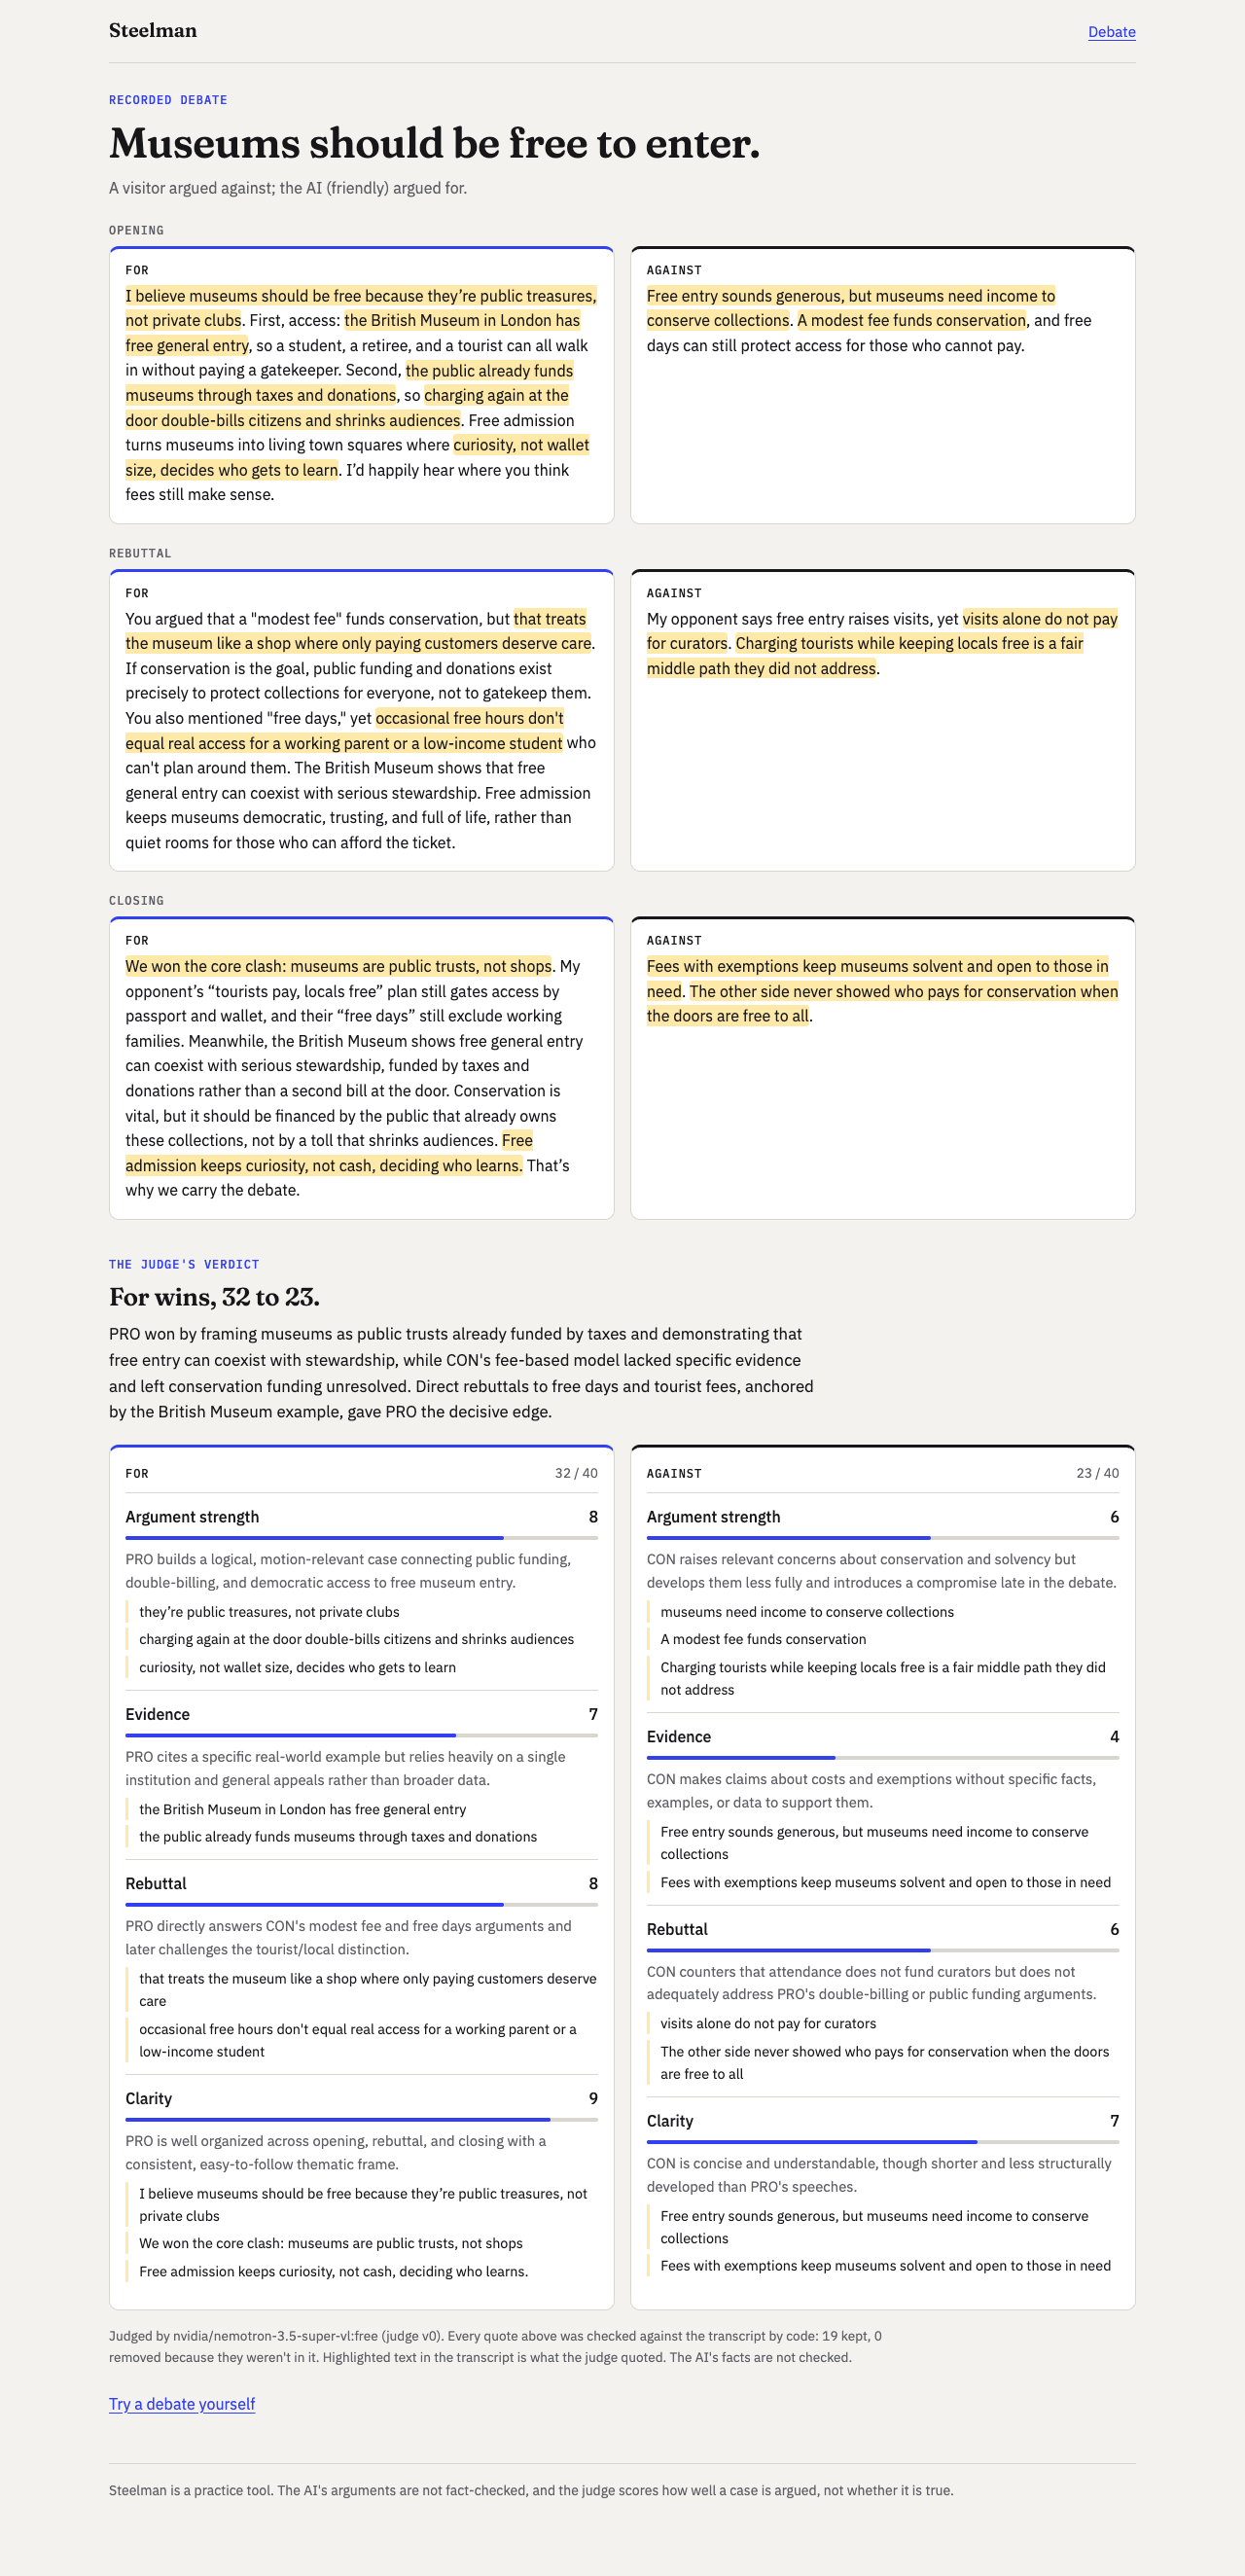 Steelman
Debate
RECORDED DEBATE
Museums should be free to enter.
A visitor argued against; the AI (friendly) argued for.
OPENING
FOR
I believe museums should be free because they’re public treasures,
not private clubs. First, access: the British Museum in London has
free general entry, so a student, a retiree, and a tourist can all walk
in without paying a gatekeeper. Second, the public already funds
museums through taxes and donations, so charging again at the
door double-bills citizens and shrinks audiences. Free admission
turns museums into living town squares where curiosity, not wallet
size, decides who gets to learn. I’d happily hear where you think
fees still make sense.
AGAINST
Free entry sounds generous, but museums need income to
conserve collections. A modest fee funds conservation, and free
days can still protect access for those who cannot pay.
REBUTTAL
FOR
You argued that a "modest fee" funds conservation, but that treats
the museum like a shop where only paying customers deserve care.
If conservation is the goal, public funding and donations exist
precisely to protect collections for everyone, not to gatekeep them.
You also mentioned "free days," yet occasional free hours don't
equal real access for a working parent or a low-income student who
can't plan around them. The British Museum shows that free
general entry can coexist with serious stewardship. Free admission
keeps museums democratic, trusting, and full of life, rather than
quiet rooms for those who can afford the ticket.
AGAINST
My opponent says free entry raises visits, yet visits alone do not pay
for curators. Charging tourists while keeping locals free is a fair
middle path they did not address.
CLOSING
FOR
We won the core clash: museums are public trusts, not shops. My
opponent’s “tourists pay, locals free” plan still gates access by
passport and wallet, and their “free days” still exclude working
families. Meanwhile, the British Museum shows free general entry
can coexist with serious stewardship, funded by taxes and
donations rather than a second bill at the door. Conservation is
vital, but it should be financed by the public that already owns
these collections, not by a toll that shrinks audiences. Free
admission keeps curiosity, not cash, deciding who learns. That’s
why we carry the debate.
AGAINST
Fees with exemptions keep museums solvent and open to those in
need. The other side never showed who pays for conservation when
the doors are free to all.
THE JUDGE'S VERDICT
For wins, 32 to 23.
PRO won by framing museums as public trusts already funded by taxes and demonstrating that
free entry can coexist with stewardship, while CON's fee-based model lacked specific evidence
and left conservation funding unresolved. Direct rebuttals to free days and tourist fees, anchored
by the British Museum example, gave PRO the decisive edge.
FOR
32 / 40
Argument strength
8
PRO builds a logical, motion-relevant case connecting public funding,
double-billing, and democratic access to free museum entry.
they’re public treasures, not private clubs
charging again at the door double-bills citizens and shrinks audiences
curiosity, not wallet size, decides who gets to learn
Evidence
7
PRO cites a specific real-world example but relies heavily on a single
institution and general appeals rather than broader data.
the British Museum in London has free general entry
the public already funds museums through taxes and donations
Rebuttal
8
PRO directly answers CON's modest fee and free days arguments and
later challenges the tourist/local distinction.
that treats the museum like a shop where only paying customers deserve
care
occasional free hours don't equal real access for a working parent or a
low-income student
Clarity
9
PRO is well organized across opening, rebuttal, and closing with a
consistent, easy-to-follow thematic frame.
I believe museums should be free because they’re public treasures, not
private clubs
We won the core clash: museums are public trusts, not shops
Free admission keeps curiosity, not cash, deciding who learns.
AGAINST
23 / 40
Argument strength
6
CON raises relevant concerns about conservation and solvency but
develops them less fully and introduces a compromise late in the debate.
museums need income to conserve collections
A modest fee funds conservation
Charging tourists while keeping locals free is a fair middle path they did
not address
Evidence
4
CON makes claims about costs and exemptions without specific facts,
examples, or data to support them.
Free entry sounds generous, but museums need income to conserve
collections
Fees with exemptions keep museums solvent and open to those in need
Rebuttal
6
CON counters that attendance does not fund curators but does not
adequately address PRO's double-billing or public funding arguments.
visits alone do not pay for curators
The other side never showed who pays for conservation when the doors
are free to all
Clarity
7
CON is concise and understandable, though shorter and less structurally
developed than PRO's speeches.
Free entry sounds generous, but museums need income to conserve
collections
Fees with exemptions keep museums solvent and open to those in need
Judged by nvidia/nemotron-3.5-super-vl:free (judge v0). Every quote above was checked against the transcript by code: 19 kept, 0
removed because they weren't in it. Highlighted text in the transcript is what the judge quoted. The AI's facts are not checked.
Try a debate yourself
Steelman is a practice tool. The AI's arguments are not fact-checked, and the judge scores how well a case is argued, not whether it is true.